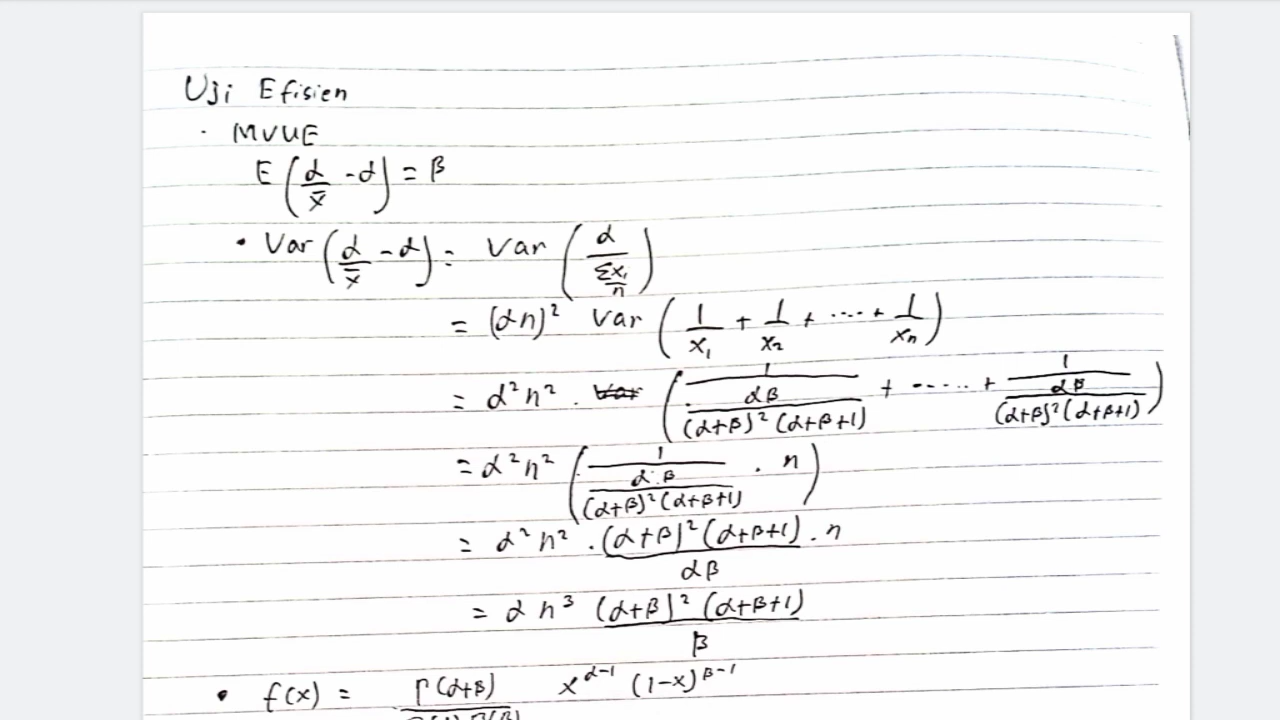 Uji Efisien
· MVUE
E(α/x̄ - α) = β
• Var(α/x̄ - α) = Var(α/(Σxᵢ/n))
= (αn)² Var(1/x₁ + 1/x₂ + ···· + 1/xₙ)
= α²n² · Var (1/(αβ/((α+β)²(α+β+1))) + ······ + 1/(αβ/((α+β)²(α+β+1))))
= α²n² (1/(α·β/((α+β)²(α+β+1))) · n)
= α²n² · (α+β)²(α+β+1)/αβ · n
= αn³ (α+β)²(α+β+1)/β
• f(x) = Γ(α+β)/Γ(α)Γ(β) x^(α-1) (1-x)^(β-1)